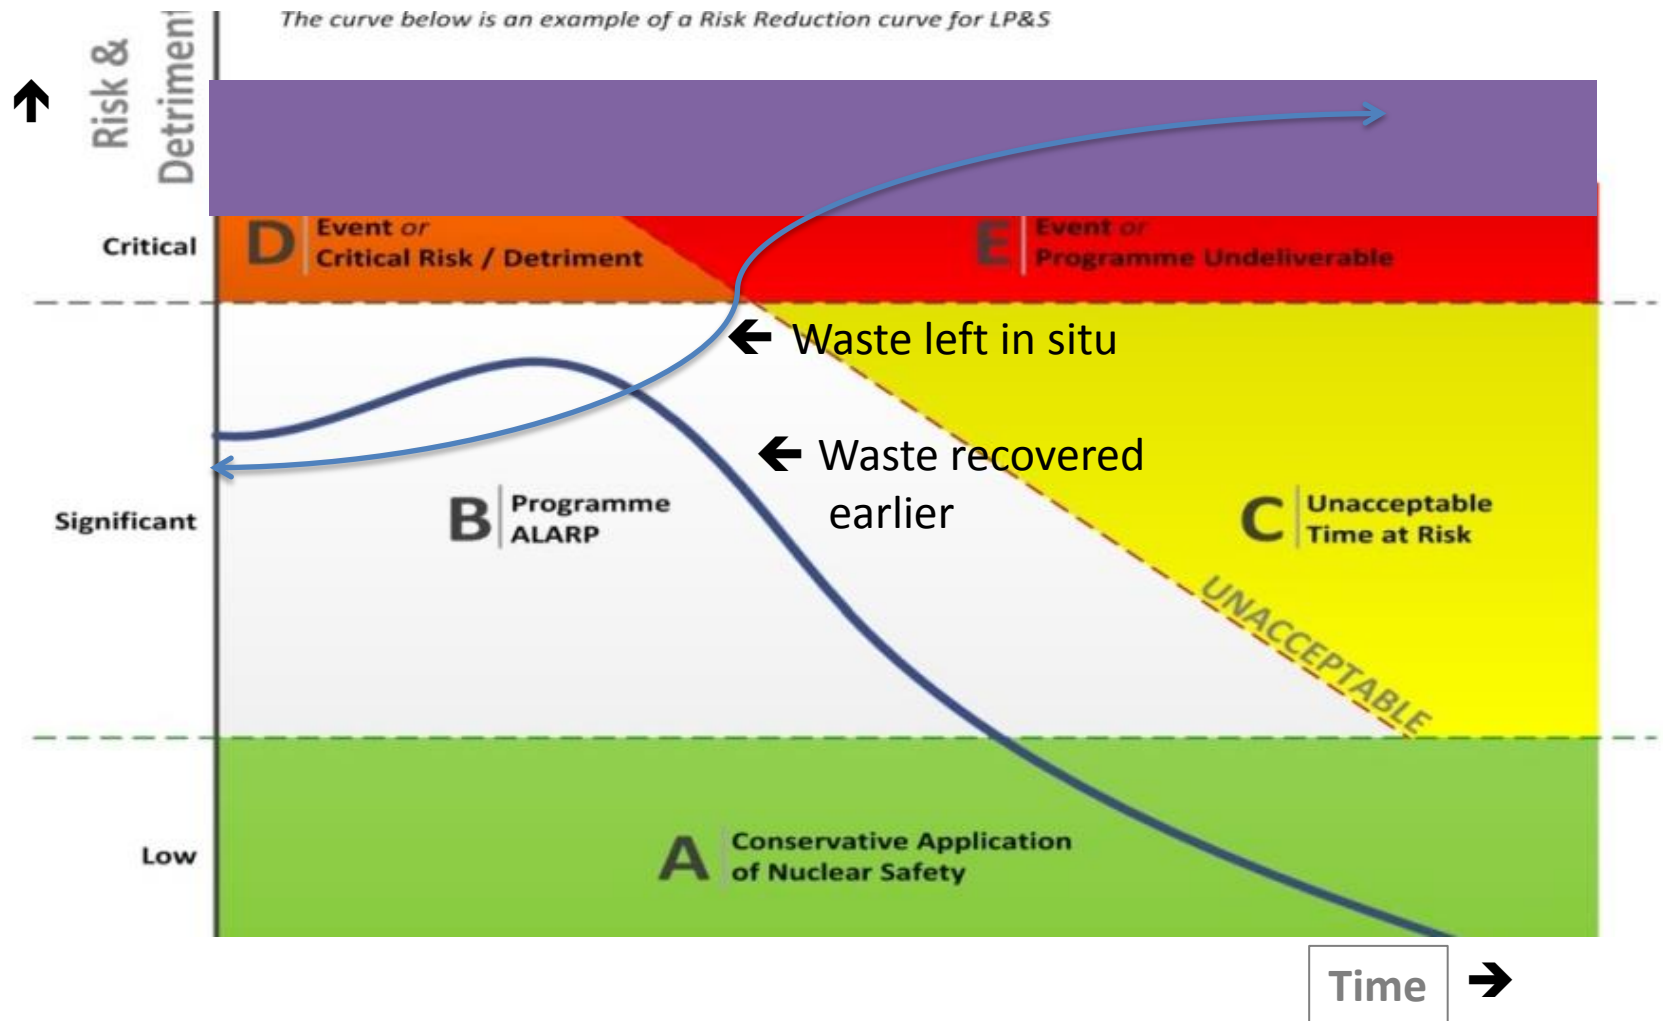 The curve below is an example of a Risk Reduction curve for LP&S
Risk &
Detriment
Critical
D Event or
Critical Risk / Detriment
E Event or
Programme Undeliverable
Waste left in situ
Waste recovered
earlier
Significant
B Programme
ALARP
C Unacceptable
Time at Risk
UNACCEPTABLE
Low
A Conservative Application
of Nuclear Safety
Time